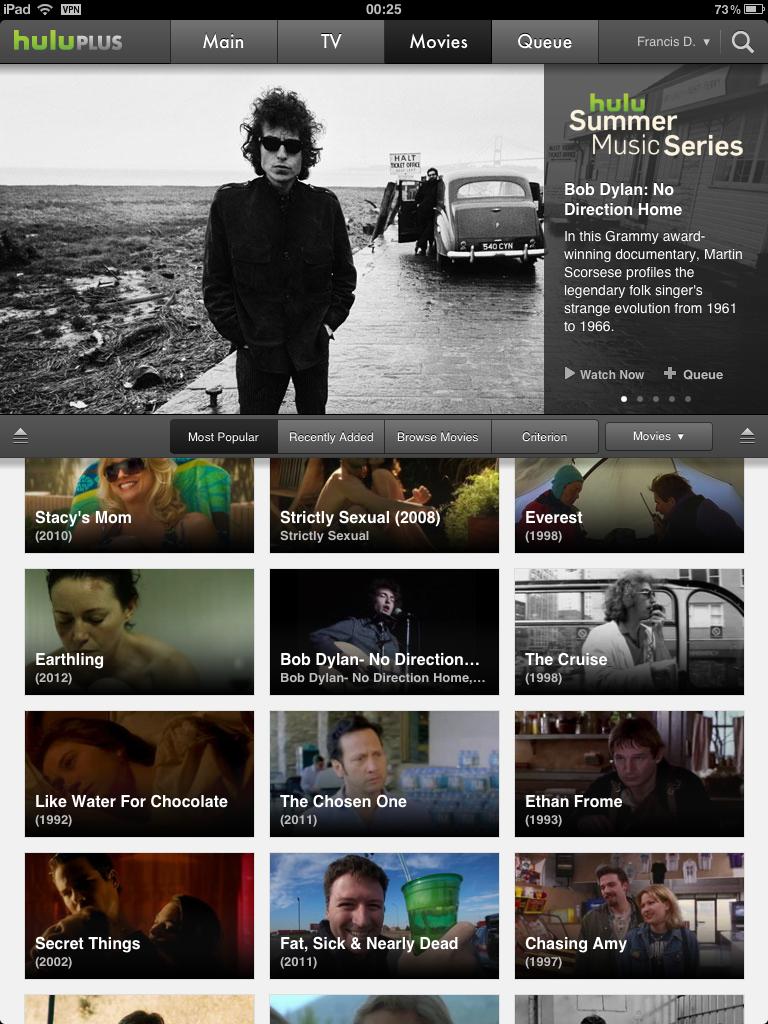 iPad VPN 00:25 73%
huluPLUS Main TV Movies Queue Francis D. ▼
HALT
TICKET OFFICE
540 CYN
hulu
Summer
Music Series
Bob Dylan: No
Direction Home
In this Grammy award-
winning documentary, Martin
Scorsese profiles the
legendary folk singer's
strange evolution from 1961
to 1966.
Watch Now Queue
Most Popular Recently Added Browse Movies Criterion Movies ▼
Stacy's Mom
(2010)
Strictly Sexual (2008)
Strictly Sexual
Everest
(1998)
Earthling
(2012)
Bob Dylan- No Direction…
Bob Dylan- No Direction Home,…
The Cruise
(1998)
Like Water For Chocolate
(1992)
The Chosen One
(2011)
Ethan Frome
(1993)
Secret Things
(2002)
Fat, Sick & Nearly Dead
(2011)
Chasing Amy
(1997)